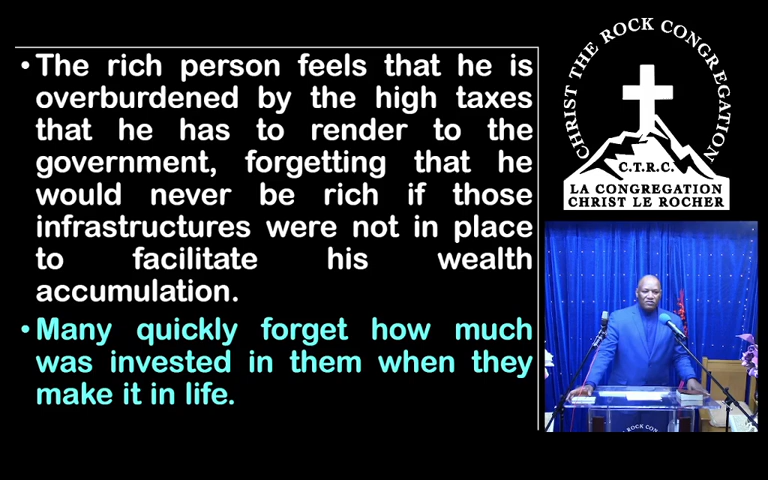 • The rich person feels that he is
overburdened by the high taxes
that he has to render to the
government, forgetting that he
would never be rich if those
infrastructures were not in place
to facilitate his wealth
accumulation.
• Many quickly forget how much
was invested in them when they
make it in life.
CHRIST THE ROCK CONGREGATION
C.T.R.C.
LA CONGREGATION
CHRIST LE ROCHER
ROCK CON